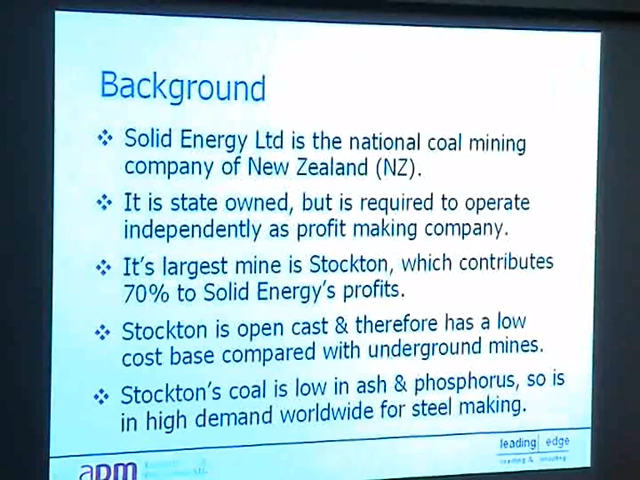 Background
❖ Solid Energy Ltd is the national coal mining
company of New Zealand (NZ).
❖ It is state owned, but is required to operate
independently as profit making company.
❖ It's largest mine is Stockton, which contributes
70% to Solid Energy's profits.
❖ Stockton is open cast & therefore has a low
cost base compared with underground mines.
❖ Stockton's coal is low in ash & phosphorus, so is
in high demand worldwide for steel making.
leading edge
apm